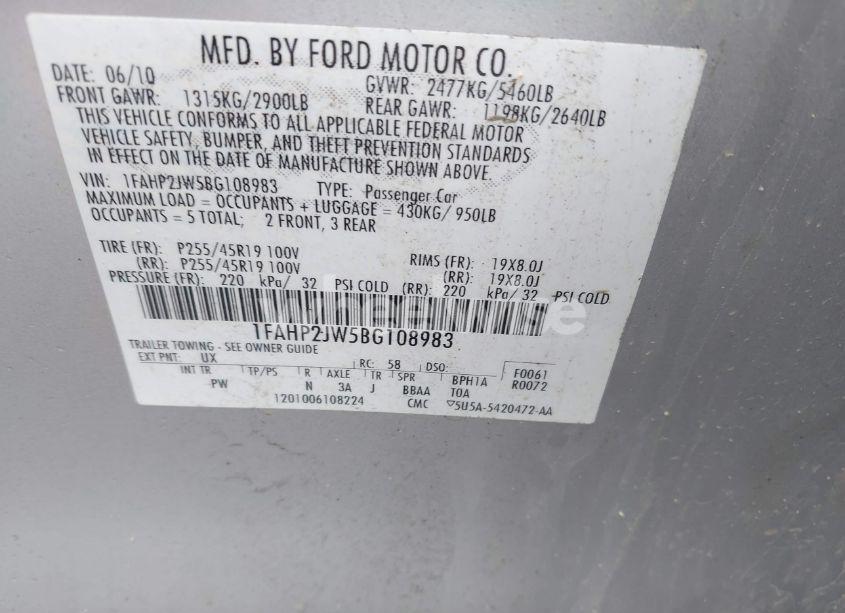 MFD. BY FORD MOTOR CO.
DATE: 06/10 GVWR: 2477KG/5460LB
FRONT GAWR: 1315KG/2900LB REAR GAWR: 1198KG/2640LB
THIS VEHICLE CONFORMS TO ALL APPLICABLE FEDERAL MOTOR
VEHICLE SAFETY, BUMPER, AND THEFT PREVENTION STANDARDS
IN EFFECT ON THE DATE OF MANUFACTURE SHOWN ABOVE.
VIN: 1FAHP2JW5BG108983 TYPE: Passenger Car
MAXIMUM LOAD = OCCUPANTS + LUGGAGE = 430KG/ 950LB
OCCUPANTS = 5 TOTAL; 2 FRONT, 3 REAR
TIRE (FR): P255/45R19 100V RIMS (FR): 19X8.0J
(RR): P255/45R19 100V (RR): 19X8.0J
PRESSURE (FR): 220 kPa/ 32 PSI COLD (RR): 220 kPa/ 32 PSI COLD
1FAHP2JW5BG108983
TRAILER TOWING - SEE OWNER GUIDE
EXT PNT: UX RC: 58 DSO: F0061
INT TR TP/PS R AXLE TR SPR BPH1A R0072
PW N 3A J BBAA T0A
1201006108224 CMC ▽5U5A-5420472-AA